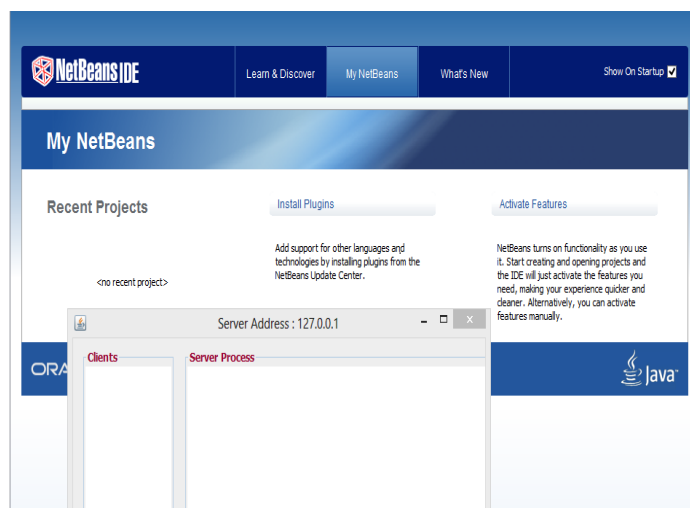 NetBeans IDE
Learn & Discover
My NetBeans
What's New
Show On Startup
My NetBeans
Recent Projects
<no recent project>
Install Plugins
Add support for other languages and
technologies by installing plugins from the
NetBeans Update Center.
Activate Features
NetBeans turns on functionality as you use
it. Start creating and opening projects and
the IDE will just activate the features you
need, making your experience quicker and
cleaner. Alternatively, you can activate
features manually.
Server Address : 127.0.0.1
Clients
Server Process
ORA
Java